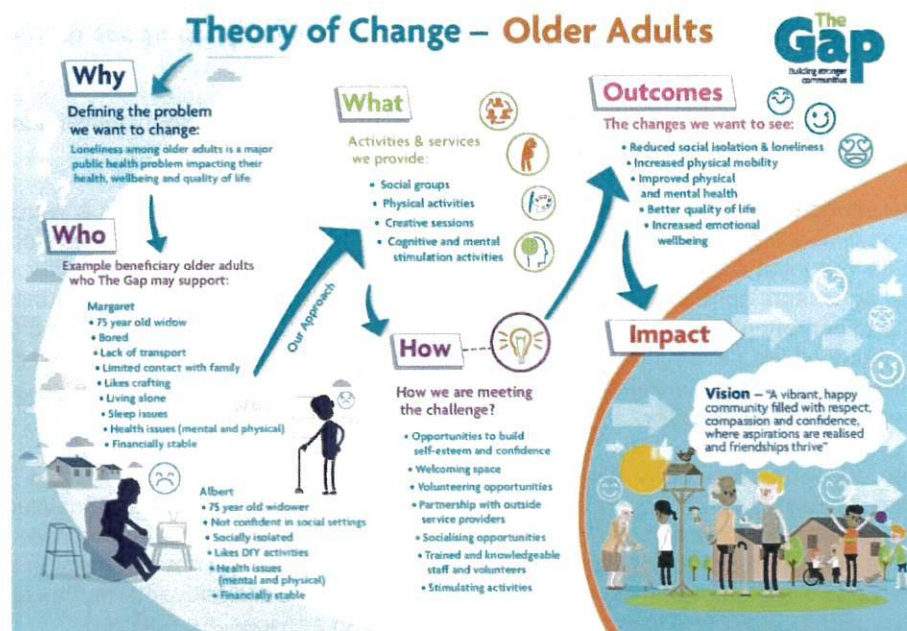 Theory of Change – Older Adults
The
Gap
Building stronger
communities
Why
Defining the problem
we want to change:
Loneliness among older adults is a major
public health problem impacting their
health, wellbeing and quality of life
Who
Example beneficiary older adults
who The Gap may support:
Margaret
• 75 year old widow
• Bored
• Lack of transport
• Limited contact with family
• Likes crafting
• Living alone
• Sleep issues
• Health issues (mental and physical)
• Financially stable
Albert
• 75 year old widower
• Not confident in social settings
• Socially isolated
• Likes DIY activities
• Health issues
(mental and physical)
• Financially stable
Our Approach
What
Activities & services
we provide:
• Social groups
• Physical activities
• Creative sessions
• Cognitive and mental
stimulation activities
How
How we are meeting
the challenge?
• Opportunities to build
self-esteem and confidence
• Welcoming space
• Volunteering opportunities
• Partnership with outside
service providers
• Socialising opportunities
• Trained and knowledgeable
staff and volunteers
• Stimulating activities
Outcomes
The changes we want to see:
• Reduced social isolation & loneliness
• Increased physical mobility
• Improved physical
and mental health
• Better quality of life
• Increased emotional
wellbeing
Impact
Vision – "A vibrant, happy
community filled with respect,
compassion and confidence,
where aspirations are realised
and friendships thrive"